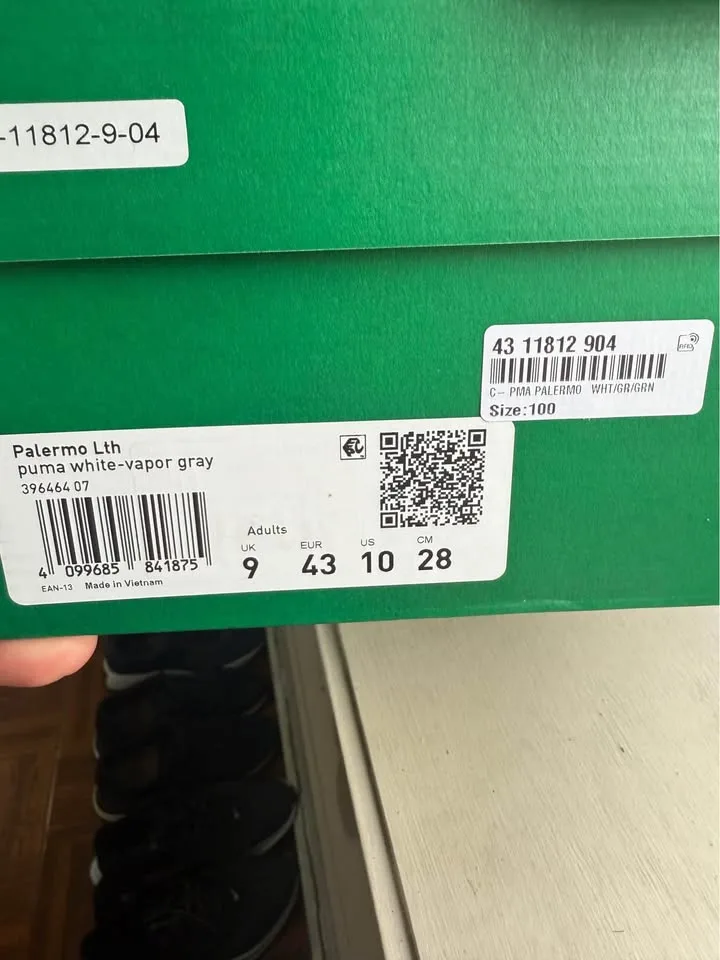 -11812-9-04
43 11812 904
C- PMA PALERMO WHT/GR/GRN
Size:100
RFID
Palermo Lth
puma white-vapor gray
396464 07
Adults
UK EUR US CM
9 43 10 28
4 099685 841875
EAN-13 Made in Vietnam